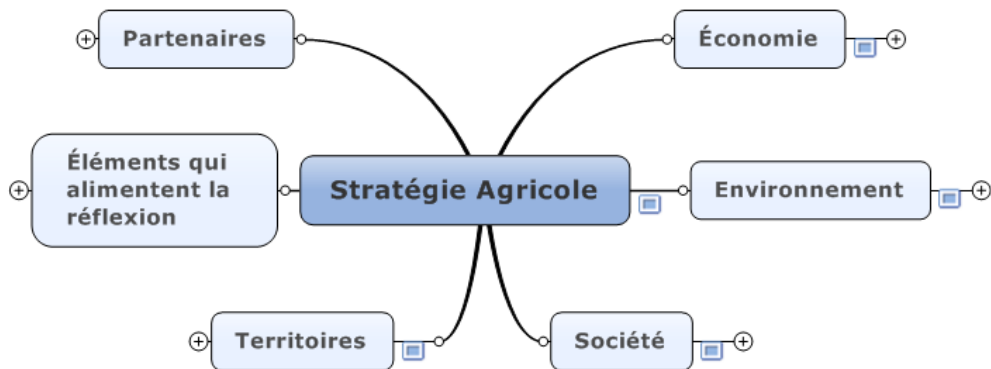 Partenaires
Économie
Éléments qui
alimentent la
réflexion
Stratégie Agricole
Environnement
Territoires
Société